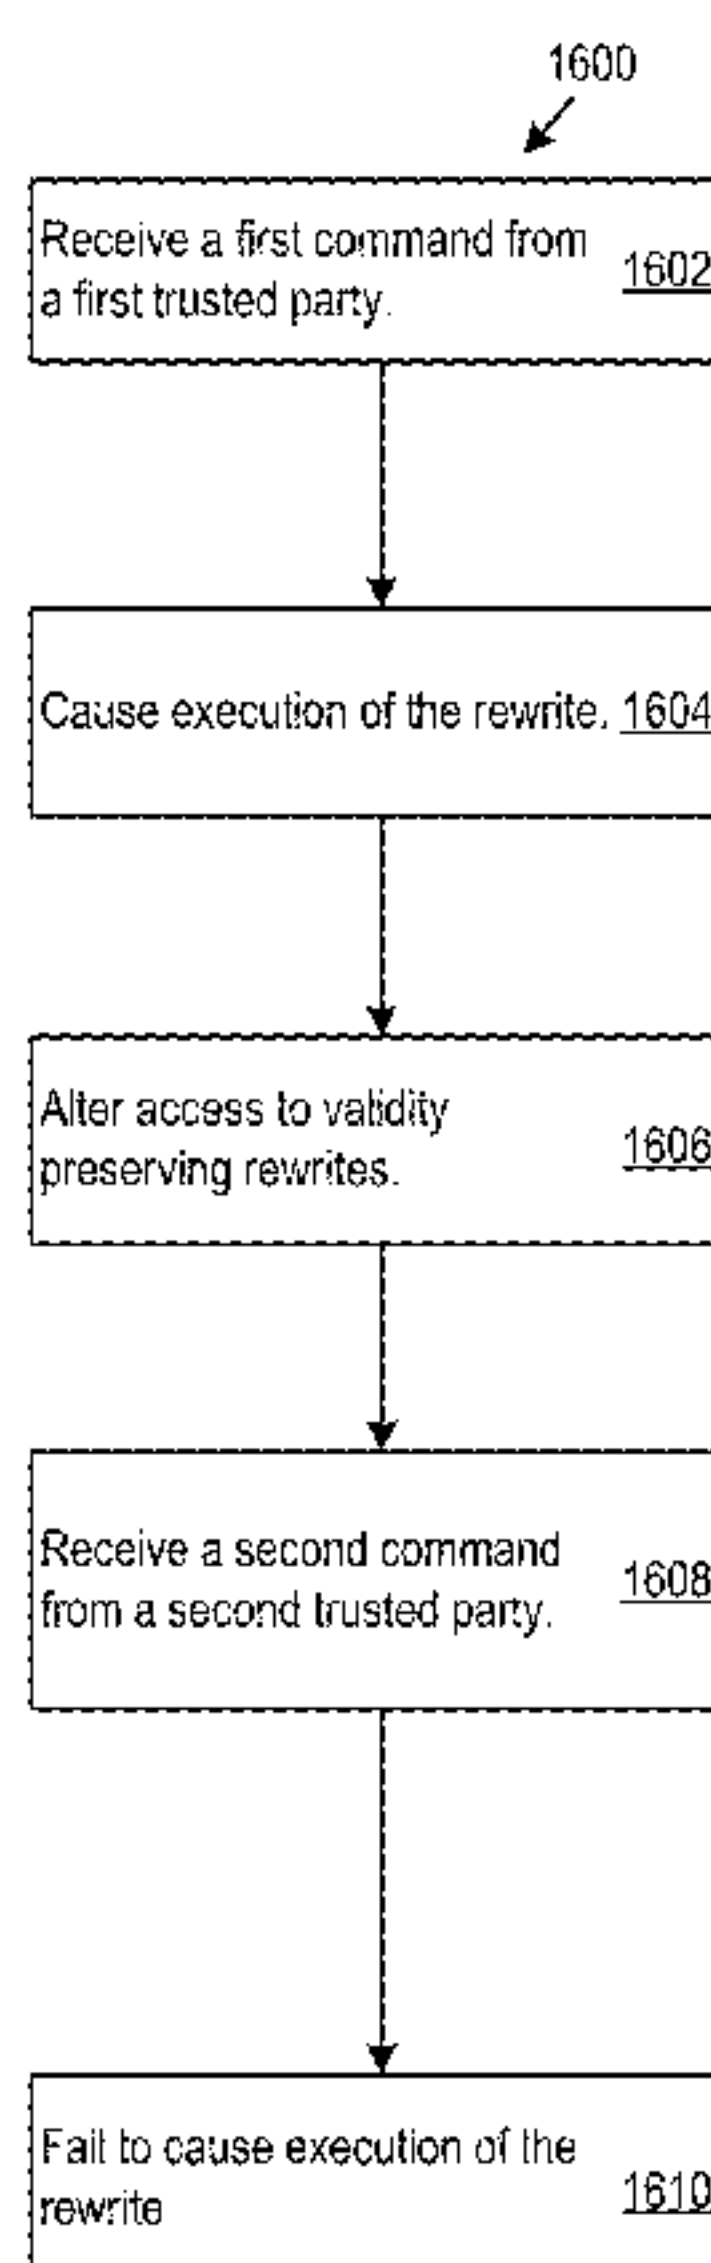 1600
Receive a first command from
a first trusted party.
1602
Cause execution of the rewrite. 1604
Alter access to validity
preserving rewrites.
1606
Receive a second command
from a second trusted party.
1608
Fail to cause execution of the
rewrite
1610